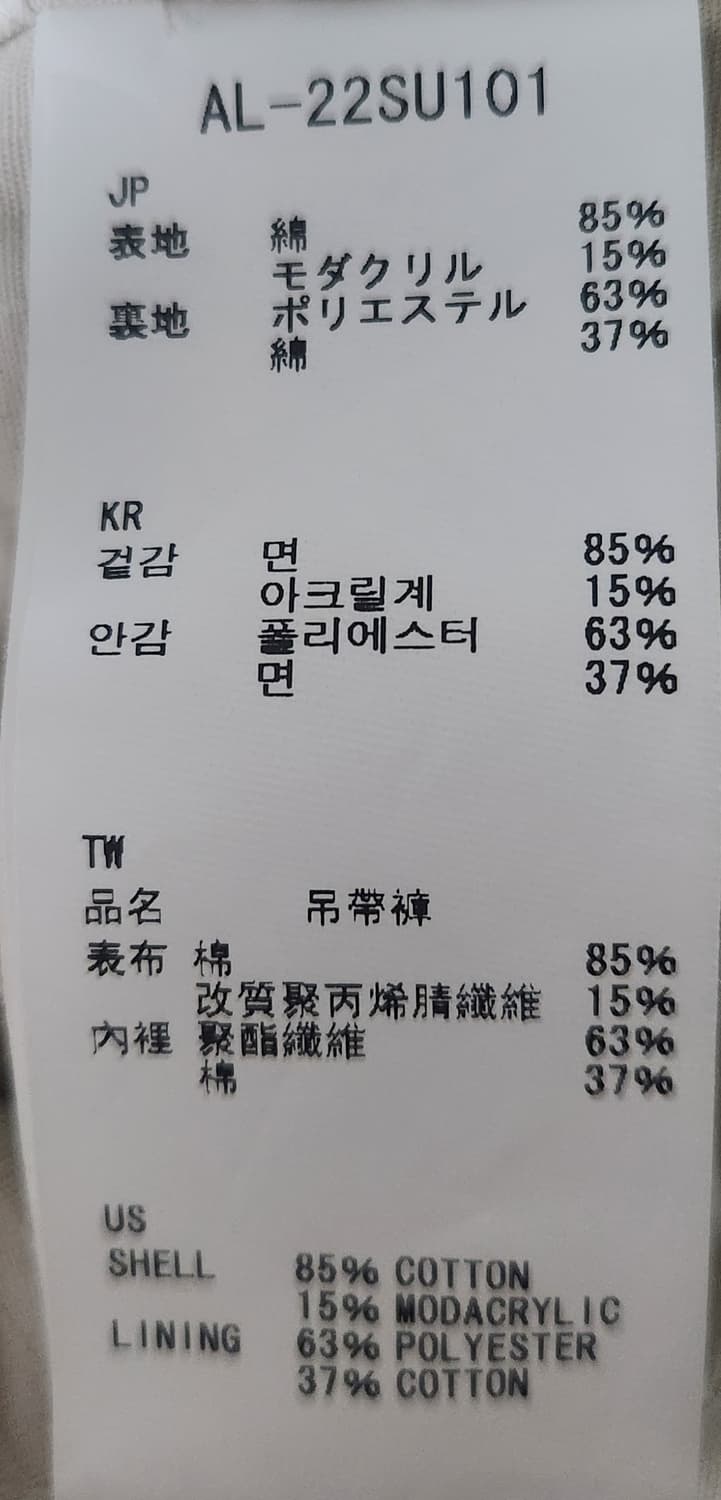 AL-22SU101
JP
表地 綿 85%
モダクリル 15%
裏地 ポリエステル 63%
綿 37%
KR
겉감 면 85%
아크릴계 15%
안감 폴리에스터 63%
면 37%
TW
品名 吊帶褲
表布 棉 85%
改質聚丙烯腈纖維 15%
內裡 聚酯纖維 63%
棉 37%
US
SHELL 85% COTTON
15% MODACRYLIC
LINING 63% POLYESTER
37% COTTON